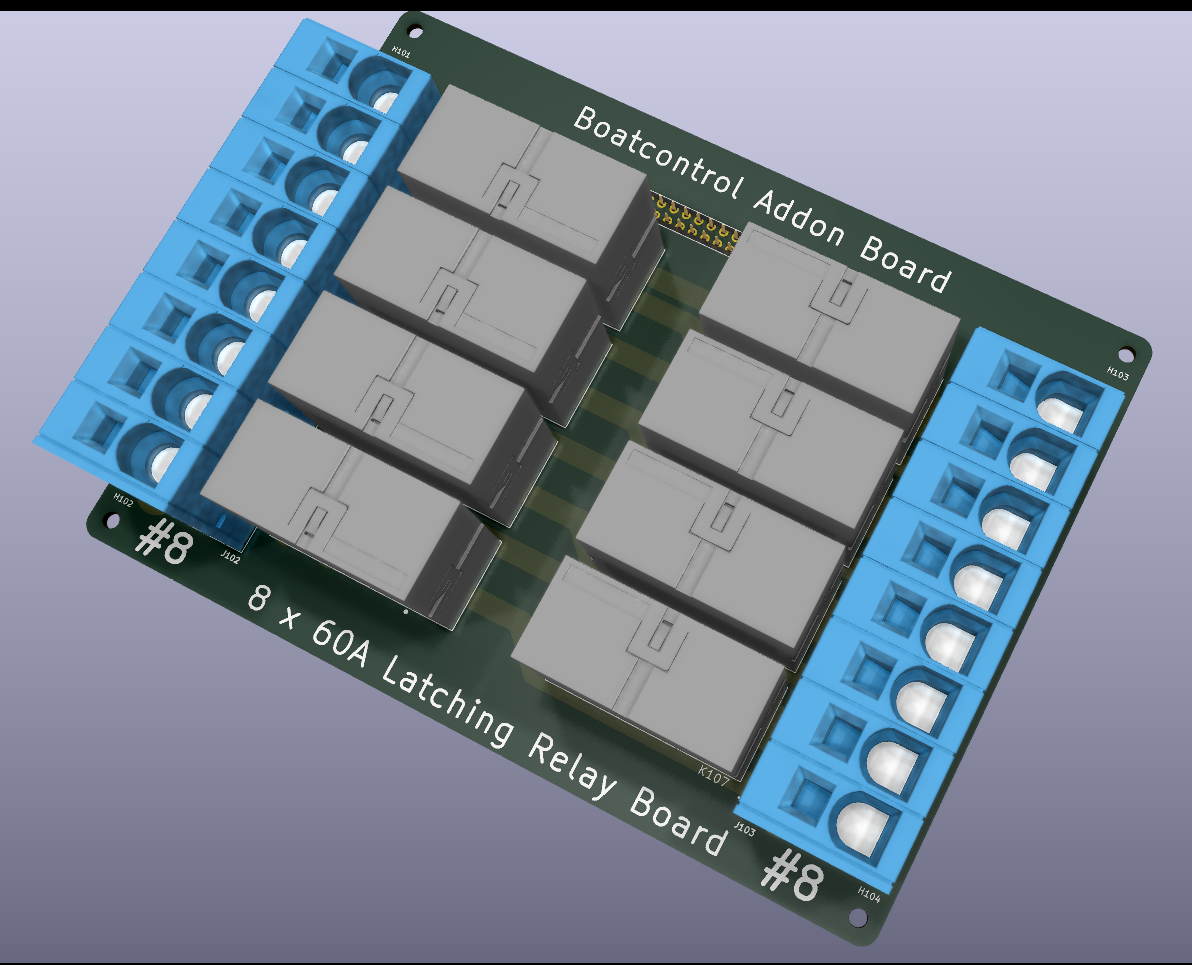 H101
Boatcontrol Addon Board
H103
H102
#8
J102
8 x 60A Latching Relay Board
K107
J103
#8
H104